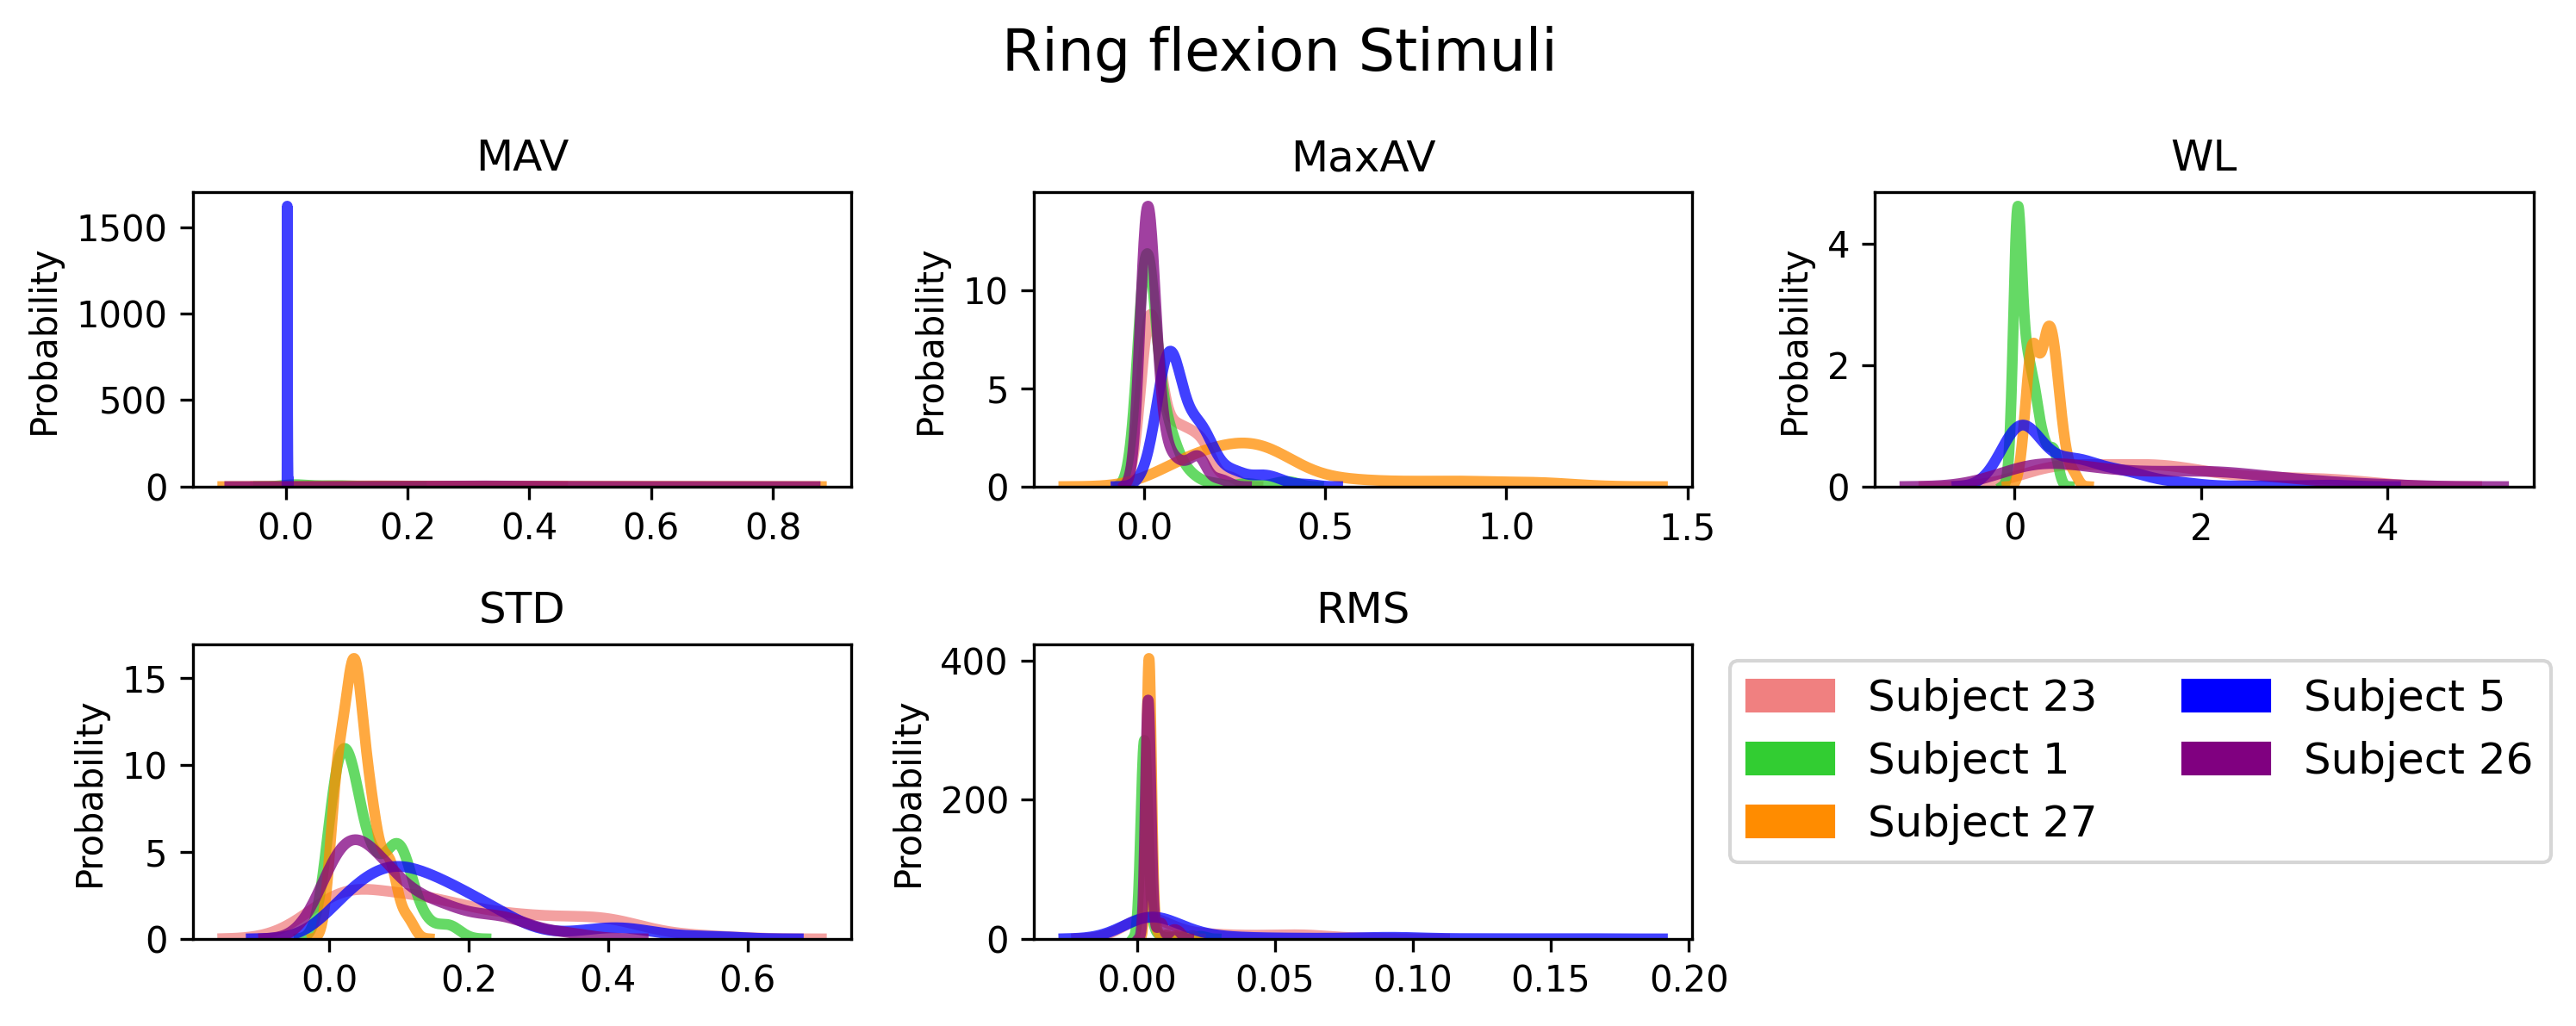 Ring flexion Stimuli
MAV
MaxAV
WL
Probability
1500
1000
500
0
0.0 0.2 0.4 0.6 0.8
Probability
10
5
0
0.0 0.5 1.0 1.5
Probability
4
2
0
0 2 4
STD
RMS
Probability
15
10
5
0
0.0 0.2 0.4 0.6
Probability
400
200
0
0.00 0.05 0.10 0.15 0.20
Subject 23
Subject 1
Subject 27
Subject 5
Subject 26